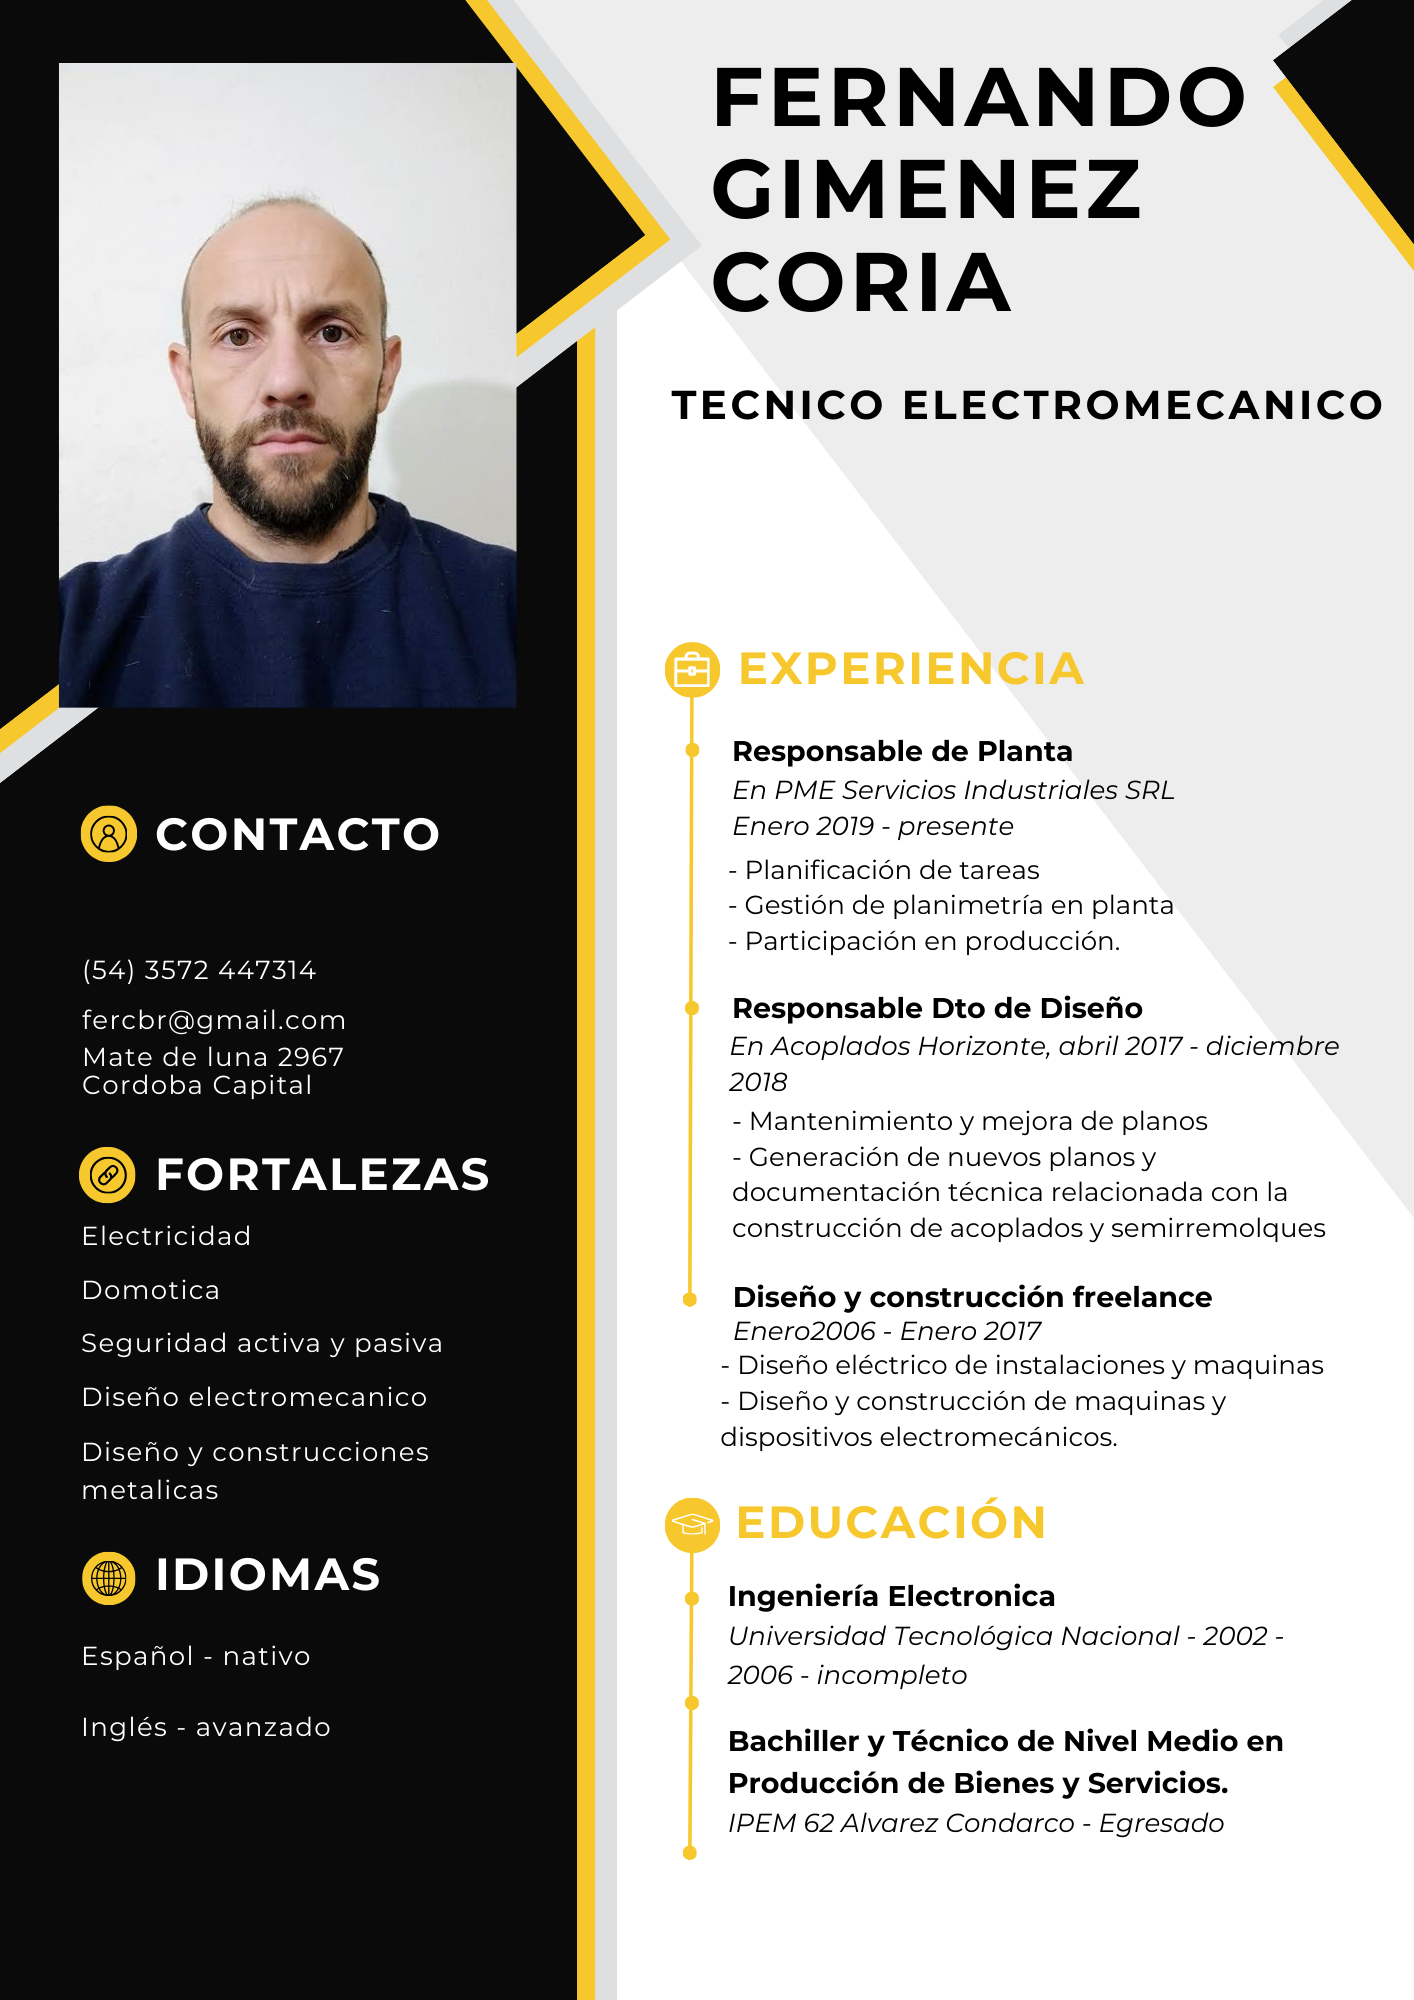 FERNANDO
GIMENEZ
CORIA
TECNICO ELECTROMECANICO
CONTACTO
(54) 3572 447314
fercbr@gmail.com
Mate de luna 2967
Cordoba Capital
FORTALEZAS
Electricidad
Domotica
Seguridad activa y pasiva
Diseño electromecanico
Diseño y construcciones
metalicas
IDIOMAS
Español - nativo
Inglés - avanzado
EXPERIENCIA
Responsable de Planta
En PME Servicios Industriales SRL
Enero 2019 - presente
- Planificación de tareas
- Gestión de planimetría en planta
- Participación en producción.
Responsable Dto de Diseño
En Acoplados Horizonte, abril 2017 - diciembre
2018
- Mantenimiento y mejora de planos
- Generación de nuevos planos y
documentación técnica relacionada con la
construcción de acoplados y semirremolques
Diseño y construcción freelance
Enero2006 - Enero 2017
- Diseño eléctrico de instalaciones y maquinas
- Diseño y construcción de maquinas y
dispositivos electromecánicos.
EDUCACIÓN
Ingeniería Electronica
Universidad Tecnológica Nacional - 2002 -
2006 - incompleto
Bachiller y Técnico de Nivel Medio en
Producción de Bienes y Servicios.
IPEM 62 Alvarez Condarco - Egresado